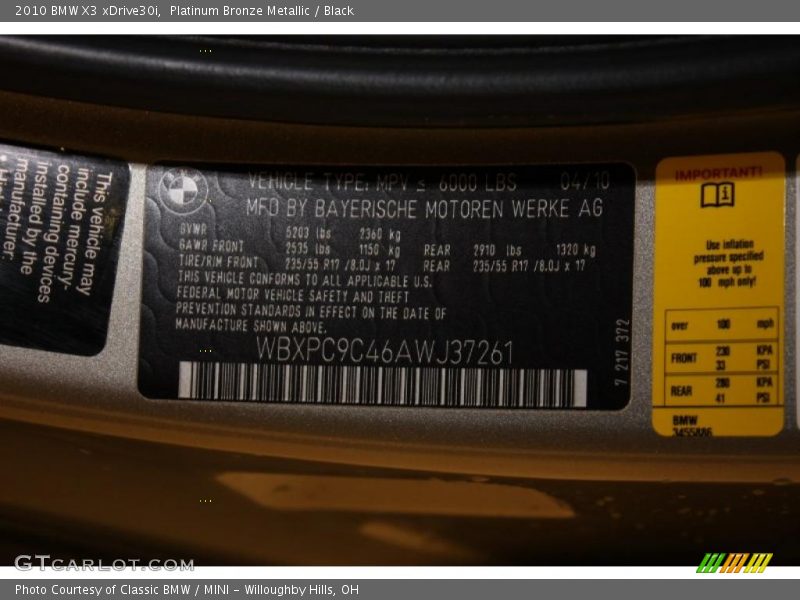 2010 BMW X3 xDrive30i, Platinum Bronze Metallic / Black
This vehicle may
include mercury-
containing devices
installed by the
manufacturer:
VEHICLE TYPE: MPV ≤ 6000 LBS 04/10
MFD BY BAYERISCHE MOTOREN WERKE AG
GVWR 5203 lbs 2360 kg
GAWR FRONT 2535 lbs 1150 kg REAR 2910 lbs 1320 kg
TIRE/RIM FRONT 235/55 R17 /8.0J x 17 REAR 235/55 R17 /8.0J x 17
THIS VEHICLE CONFORMS TO ALL APPLICABLE U.S.
FEDERAL MOTOR VEHICLE SAFETY AND THEFT
PREVENTION STANDARDS IN EFFECT ON THE DATE OF
MANUFACTURE SHOWN ABOVE.
WBXPC9C46AWJ37261
7 217 372
IMPORTANT!
Use inflation
pressure specified
above up to
100 mph only!
over 100 mph
FRONT 230 KPA
33 PSI
REAR 280 KPA
41 PSI
BMW
3455886
GTCARLOT.COM
Photo Courtesy of Classic BMW / MINI - Willoughby Hills, OH